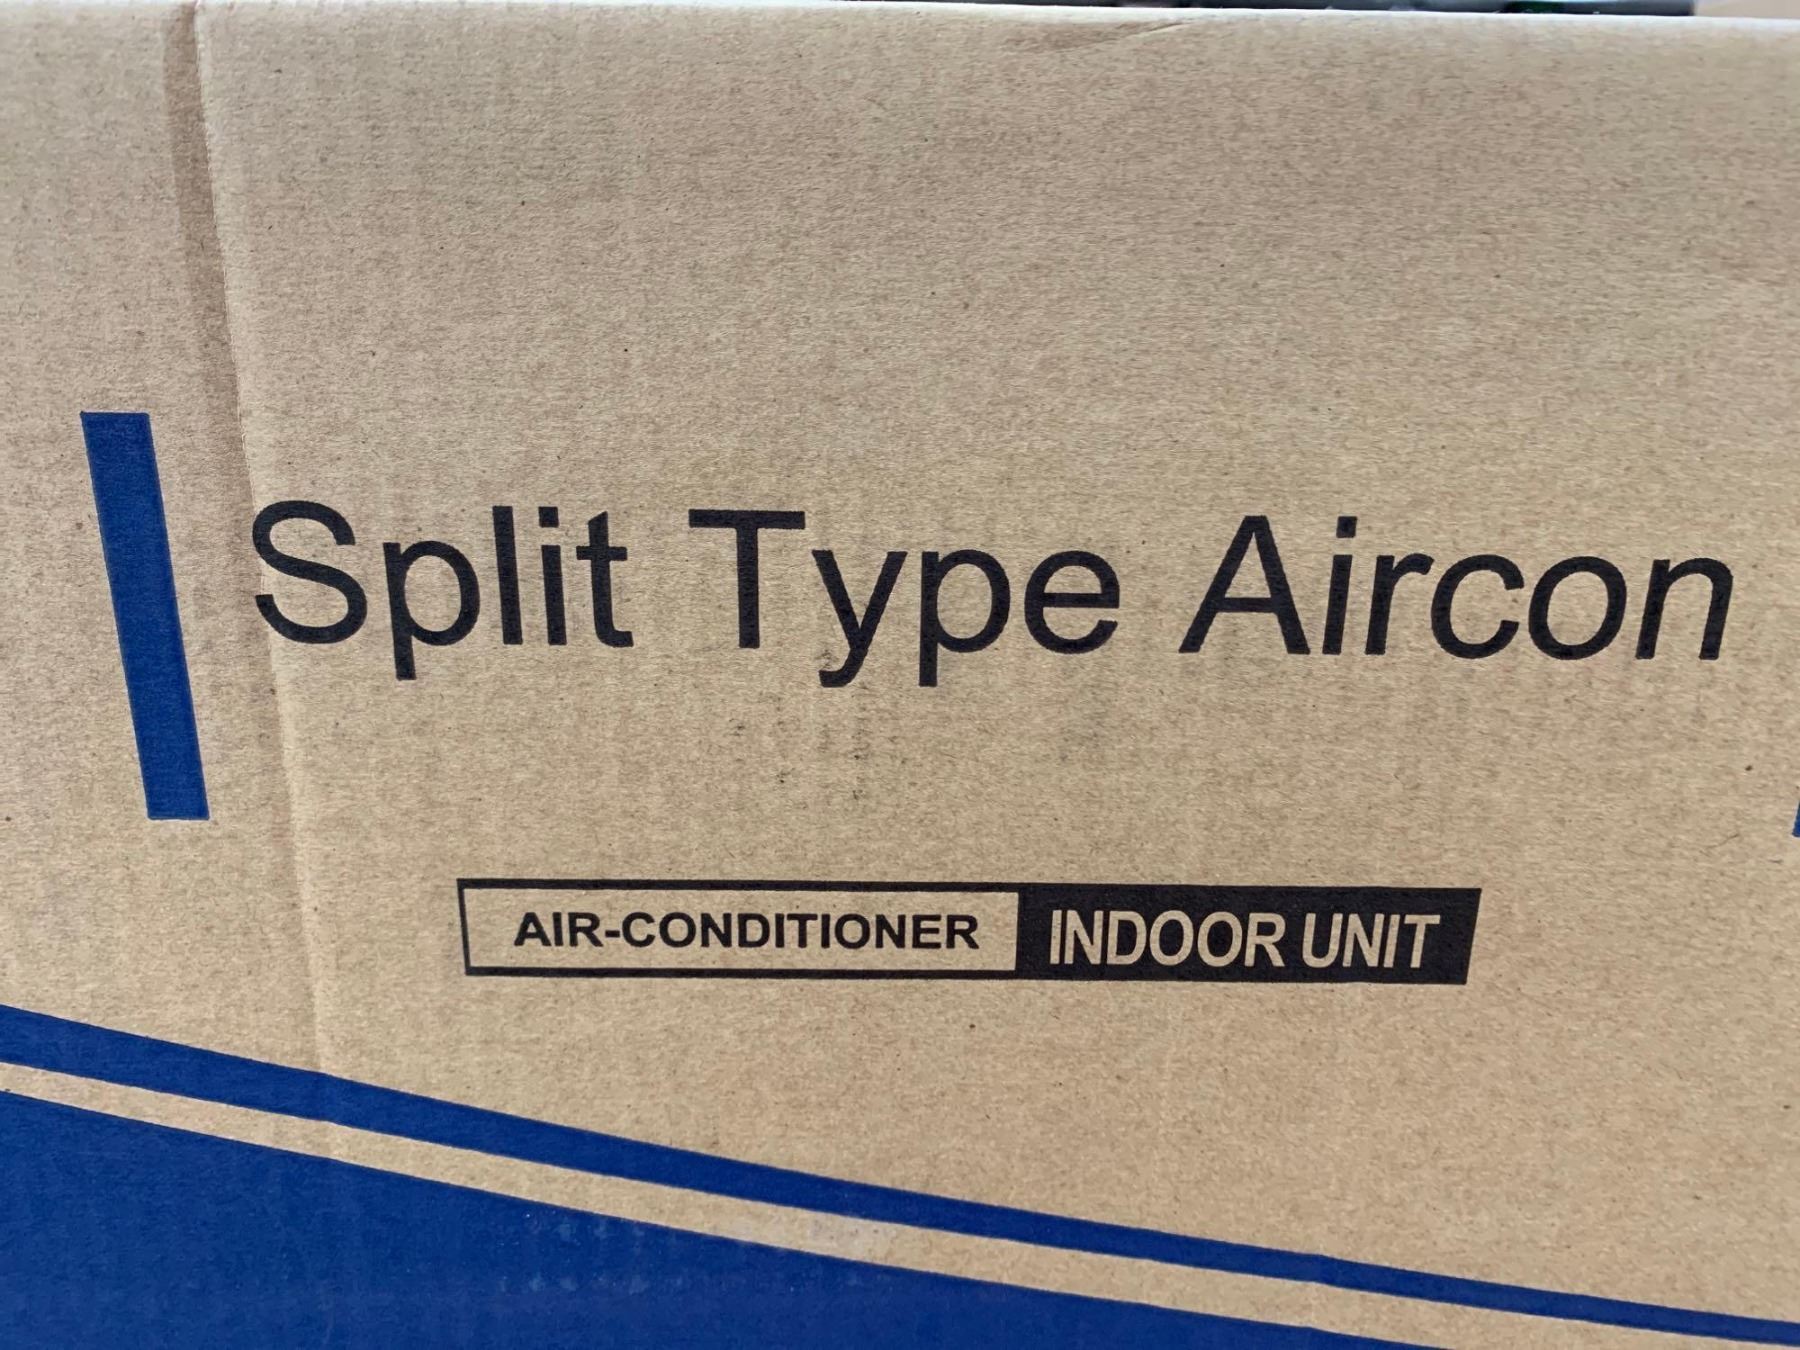 Split Type Aircon
AIR-CONDITIONER INDOOR UNIT